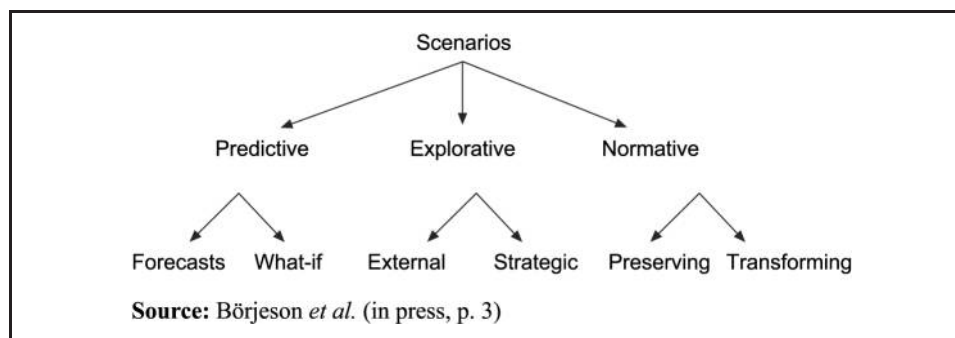 Scenarios
Predictive Explorative Normative
Forecasts What-if External Strategic Preserving Transforming
Source: Börjeson et al. (in press, p. 3)